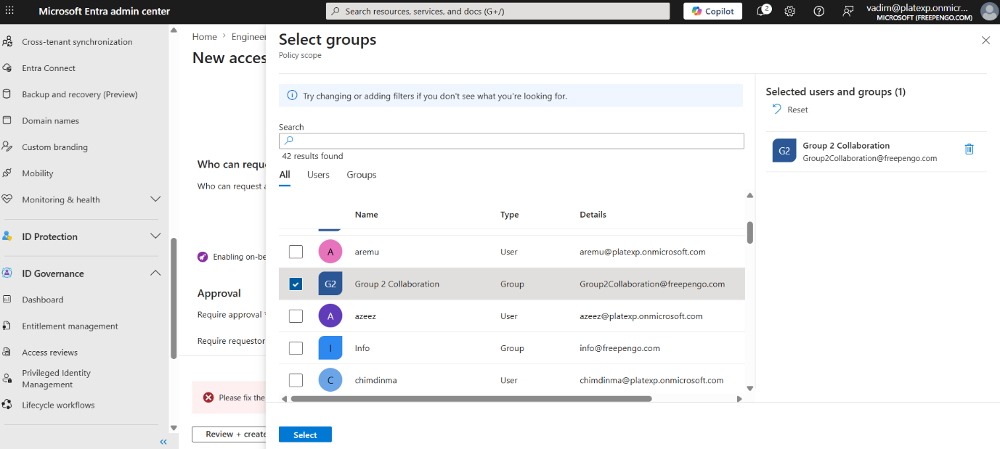 Microsoft Entra admin center
Search resources, services, and docs (G+/)
Copilot
2
vadim@platexp.onmicr...
MICROSOFT (FREEPENGO.COM)
Cross-tenant synchronization
Entra Connect
Backup and recovery (Preview)
Domain names
Custom branding
Mobility
Monitoring & health
ID Protection
ID Governance
Dashboard
Entitlement management
Access reviews
Privileged Identity
Management
Lifecycle workflows
Home > Engineer
New acces
Who can reque
Who can request a
Enabling on-be
Approval
Require approval *
Require requestor
Please fix the
Review + create
Select groups
Policy scope
Try changing or adding filters if you don't see what you're looking for.
Search
42 results found
All Users Groups
Name Type Details
A aremu User aremu@platexp.onmicrosoft.com
G2 Group 2 Collaboration Group Group2Collaboration@freepengo.com
A azeez User azeez@platexp.onmicrosoft.com
I Info Group info@freepengo.com
C chimdinma User chimdinma@platexp.onmicrosoft.com
Select
Selected users and groups (1)
Reset
G2 Group 2 Collaboration
Group2Collaboration@freepengo.com